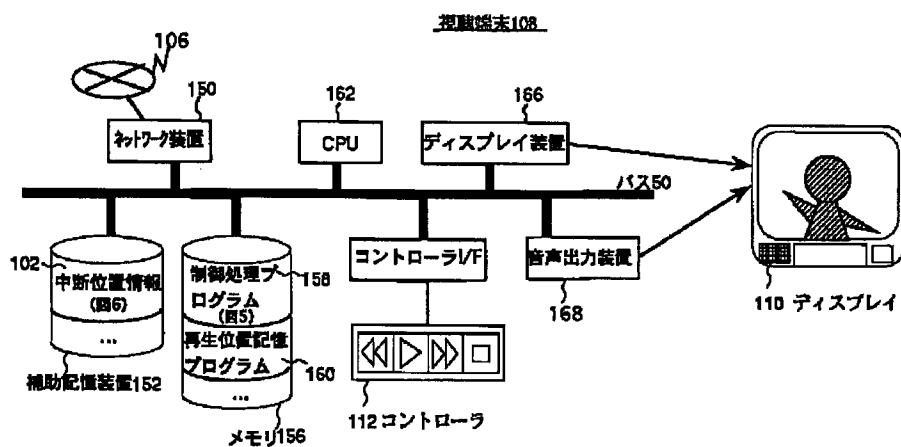 視聴端末108
106
150
162
166
ネットワーク装置
CPU
ディスプレイ装置
バス50
102
中断位置情報
(図6)
...
補助記憶装置152
制御処理プ
ログラム
(図5)
158
再生位置記憶
プログラム
160
...
メモリ156
コントローラI/F
112コントローラ
音声出力装置
168
110 ディスプレイ